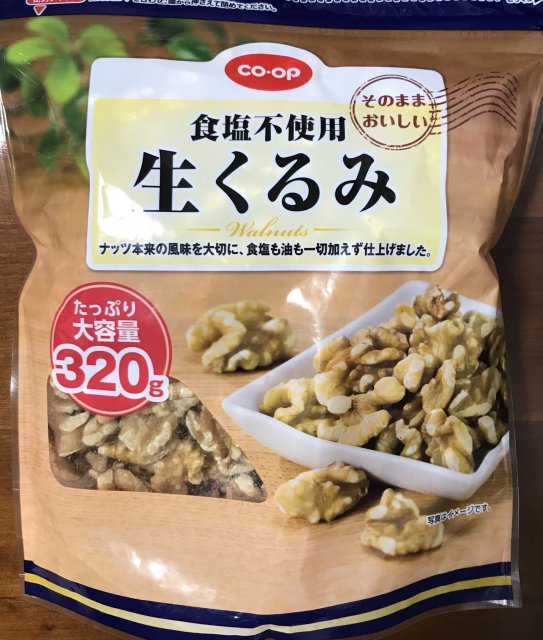 co·op
そのまま
おいしい
食塩不使用
生くるみ
Walnuts
ナッツ本来の風味を大切に、食塩も油も一切加えず仕上げました。
たっぷり
大容量
320g
写真はイメージです。